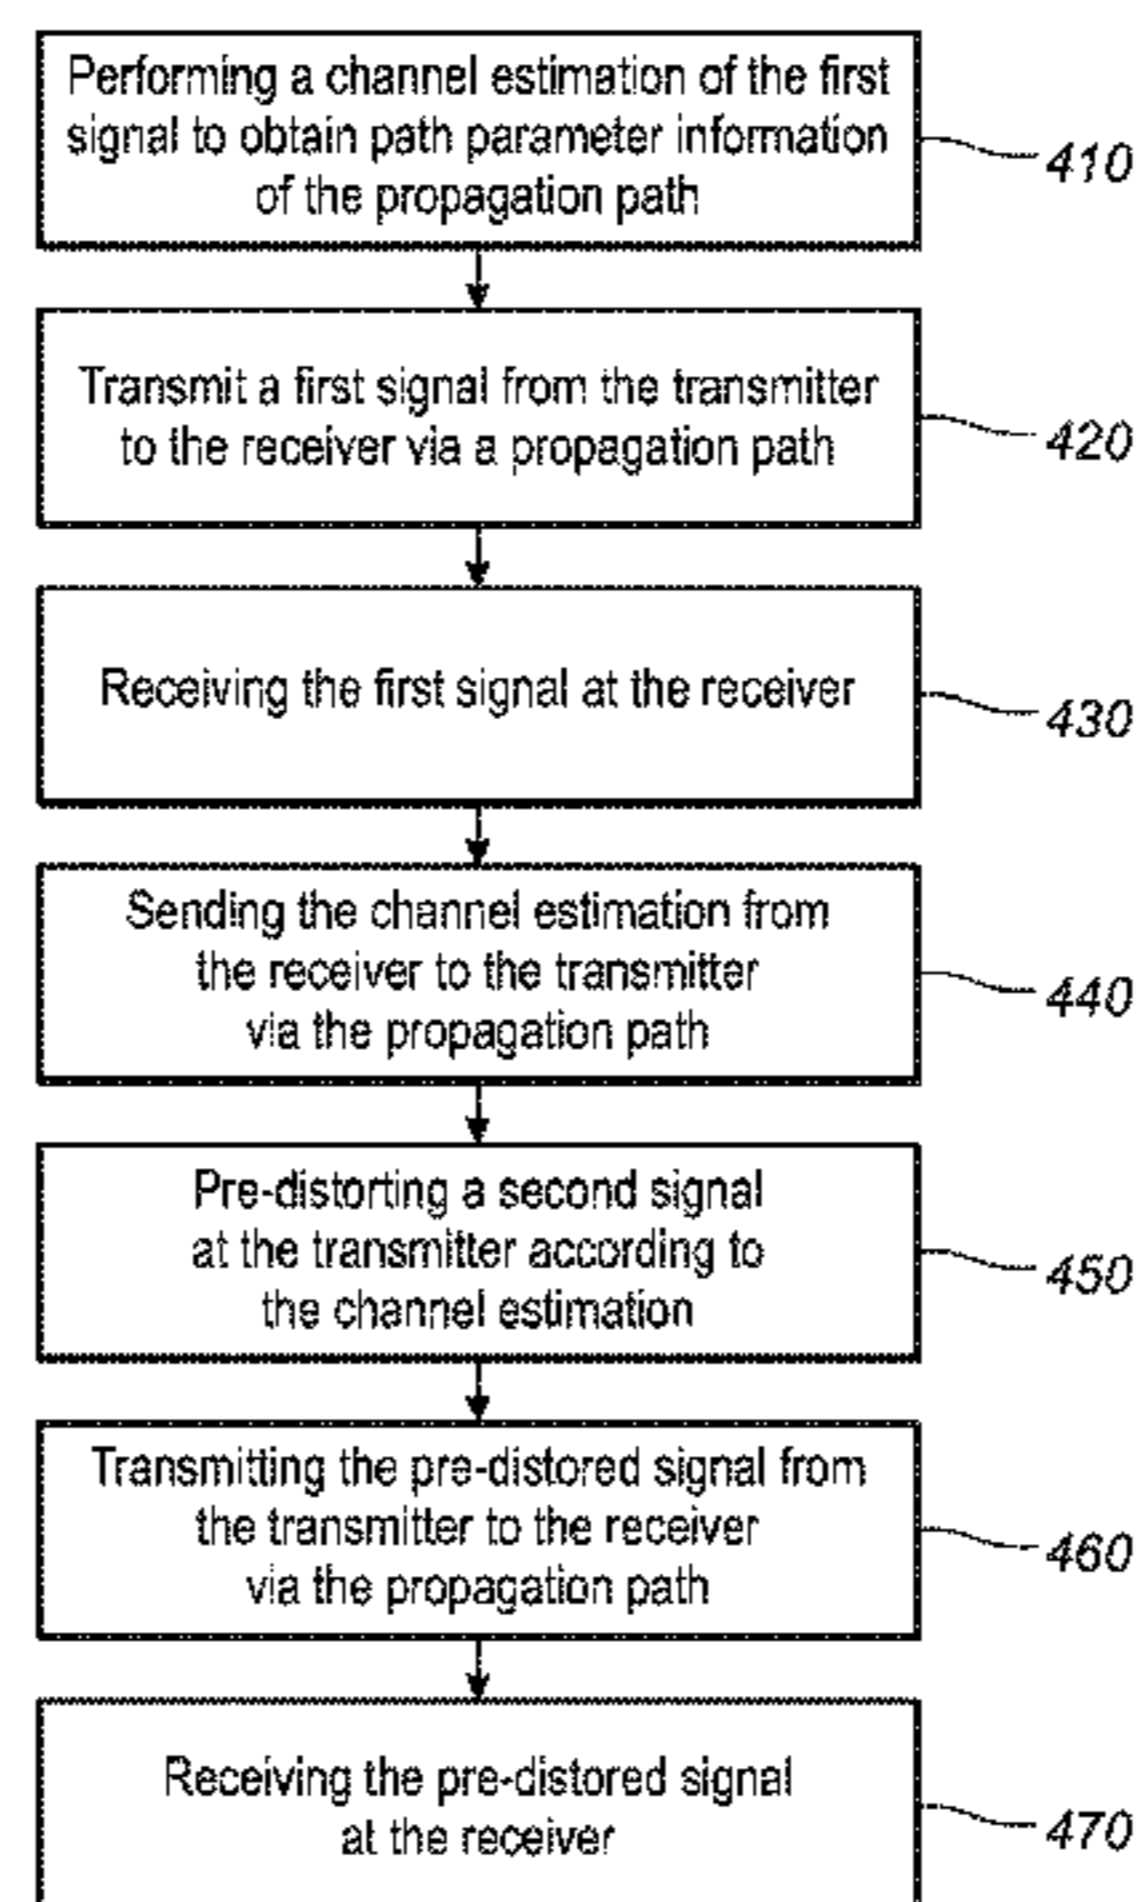 Performing a channel estimation of the first
signal to obtain path parameter information
of the propagation path
410
Transmit a first signal from the transmitter
to the receiver via a propagation path
420
Receiving the first signal at the receiver
430
Sending the channel estimation from
the receiver to the transmitter
via the propagation path
440
Pre-distorting a second signal
at the transmitter according to
the channel estimation
450
Transmitting the pre-distored signal from
the transmitter to the receiver
via the propagation path
460
Receiving the pre-distored signal
at the receiver
470